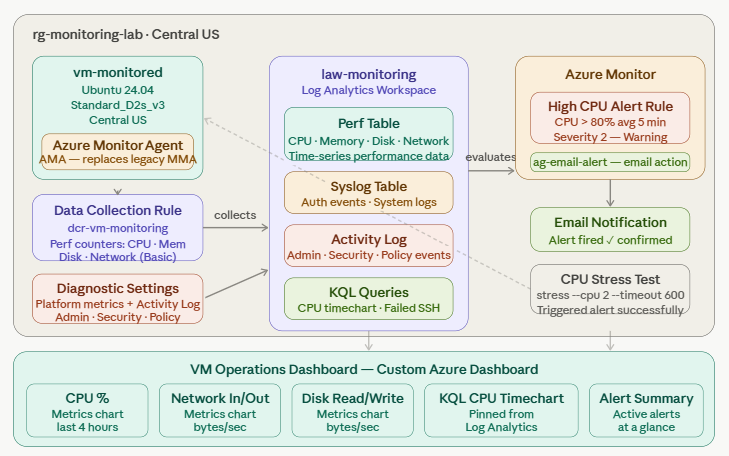 rg-monitoring-lab · Central US
vm-monitored
Ubuntu 24.04
Standard_D2s_v3
Central US
Azure Monitor Agent
AMA — replaces legacy MMA
Data Collection Rule
dcr-vm-monitoring
Perf counters: CPU · Mem
Disk · Network (Basic)
Diagnostic Settings
Platform metrics + Activity Log
Admin · Security · Policy
collects
law-monitoring
Log Analytics Workspace
Perf Table
CPU · Memory · Disk · Network
Time-series performance data
Syslog Table
Auth events · System logs
Activity Log
Admin · Security · Policy events
KQL Queries
CPU timechart · Failed SSH
evaluates
Azure Monitor
High CPU Alert Rule
CPU > 80% avg 5 min
Severity 2 — Warning
ag-email-alert — email action
Email Notification
Alert fired ✓ confirmed
CPU Stress Test
stress --cpu 2 --timeout 600
Triggered alert successfully
VM Operations Dashboard — Custom Azure Dashboard
CPU %
Metrics chart
last 4 hours
Network In/Out
Metrics chart
bytes/sec
Disk Read/Write
Metrics chart
bytes/sec
KQL CPU Timechart
Pinned from
Log Analytics
Alert Summary
Active alerts
at a glance